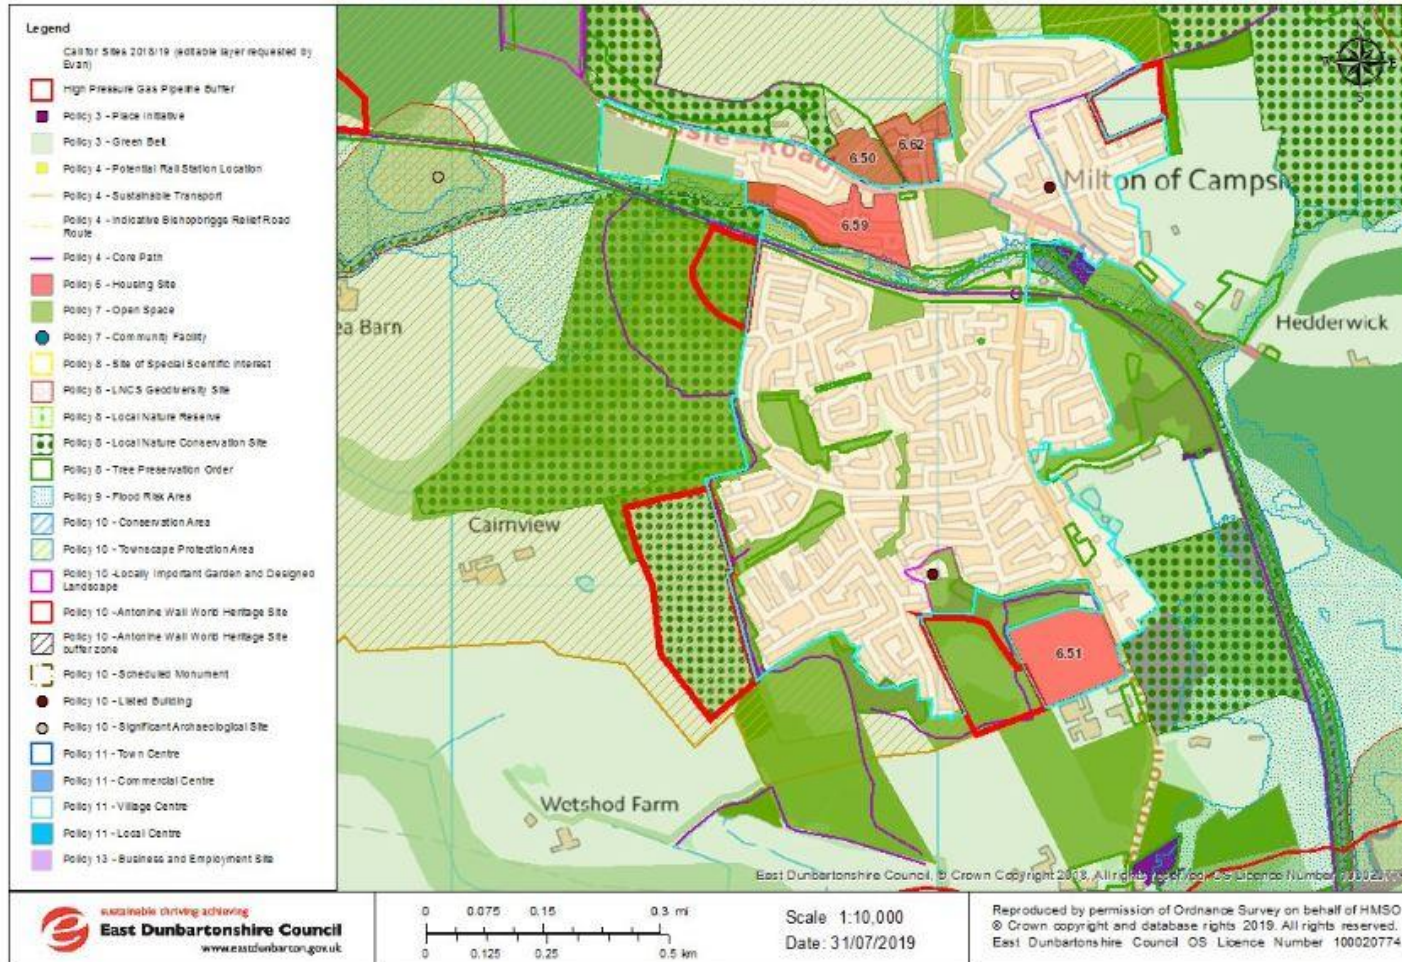 Legend
Call for Sites 2018/19 (editable layer requested by
Evan)
High Pressure Gas Pipeline Buffer
Policy 3 - Place Initiative
Policy 3 - Green Belt
Policy 4 - Potential Rail Station Location
Policy 4 - Sustainable Transport
Policy 4 - Indicative Bishopbriggs Relief Road
Route
Policy 4 - Core Path
Policy 6 - Housing Site
Policy 7 - Open Space
Policy 7 - Community Facility
Policy 8 - Site of Special Scientific Interest
Policy 8 - LNCS Geodiversity Site
Policy 8 - Local Nature Reserve
Policy 8 - Local Nature Conservation Site
Policy 8 - Tree Preservation Order
Policy 9 - Flood Risk Area
Policy 10 - Conservation Area
Policy 10 - Townscape Protection Area
Policy 10 -Locally Important Garden and Designed
Landscape
Policy 10 -Antonine Wall World Heritage Site
Policy 10 -Antonine Wall World Heritage Site
buffer zone
Policy 10 - Scheduled Monument
Policy 10 - Listed Building
Policy 10 - Significant Archaeological Site
Policy 11 - Town Centre
Policy 11 - Commercial Centre
Policy 11 - Village Centre
Policy 11 - Local Centre
Policy 13 - Business and Employment Site
N
E
S
W
Road
6.50
6.62
Milton of Campsi
6.59
Hedderwick
ea Barn
Cairnview
6.51
Wetshod Farm
East Dunbartonshire Council, © Crown Copyright 2018. All rights reserved. OS Licence Number
sustainable thriving achieving
East Dunbartonshire Council
www.eastdunbarton.gov.uk
0 0.075 0.15 0.3 mi
0 0.125 0.25 0.5 km
Scale 1:10,000
Date: 31/07/2019
Reproduced by permission of Ordnance Survey on behalf of HMSO.
© Crown copyright and database rights 2019. All rights reserved.
East Dunbartonshire Council OS Licence Number 100020774